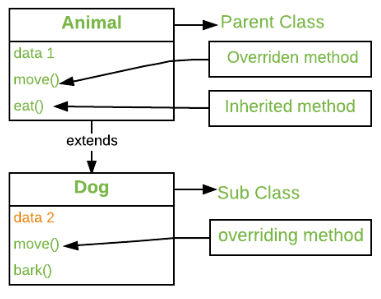 Animal
Parent Class
data 1
Overriden method
move()
eat()
Inherited method
extends
Dog
Sub Class
data 2
move()
overriding method
bark()